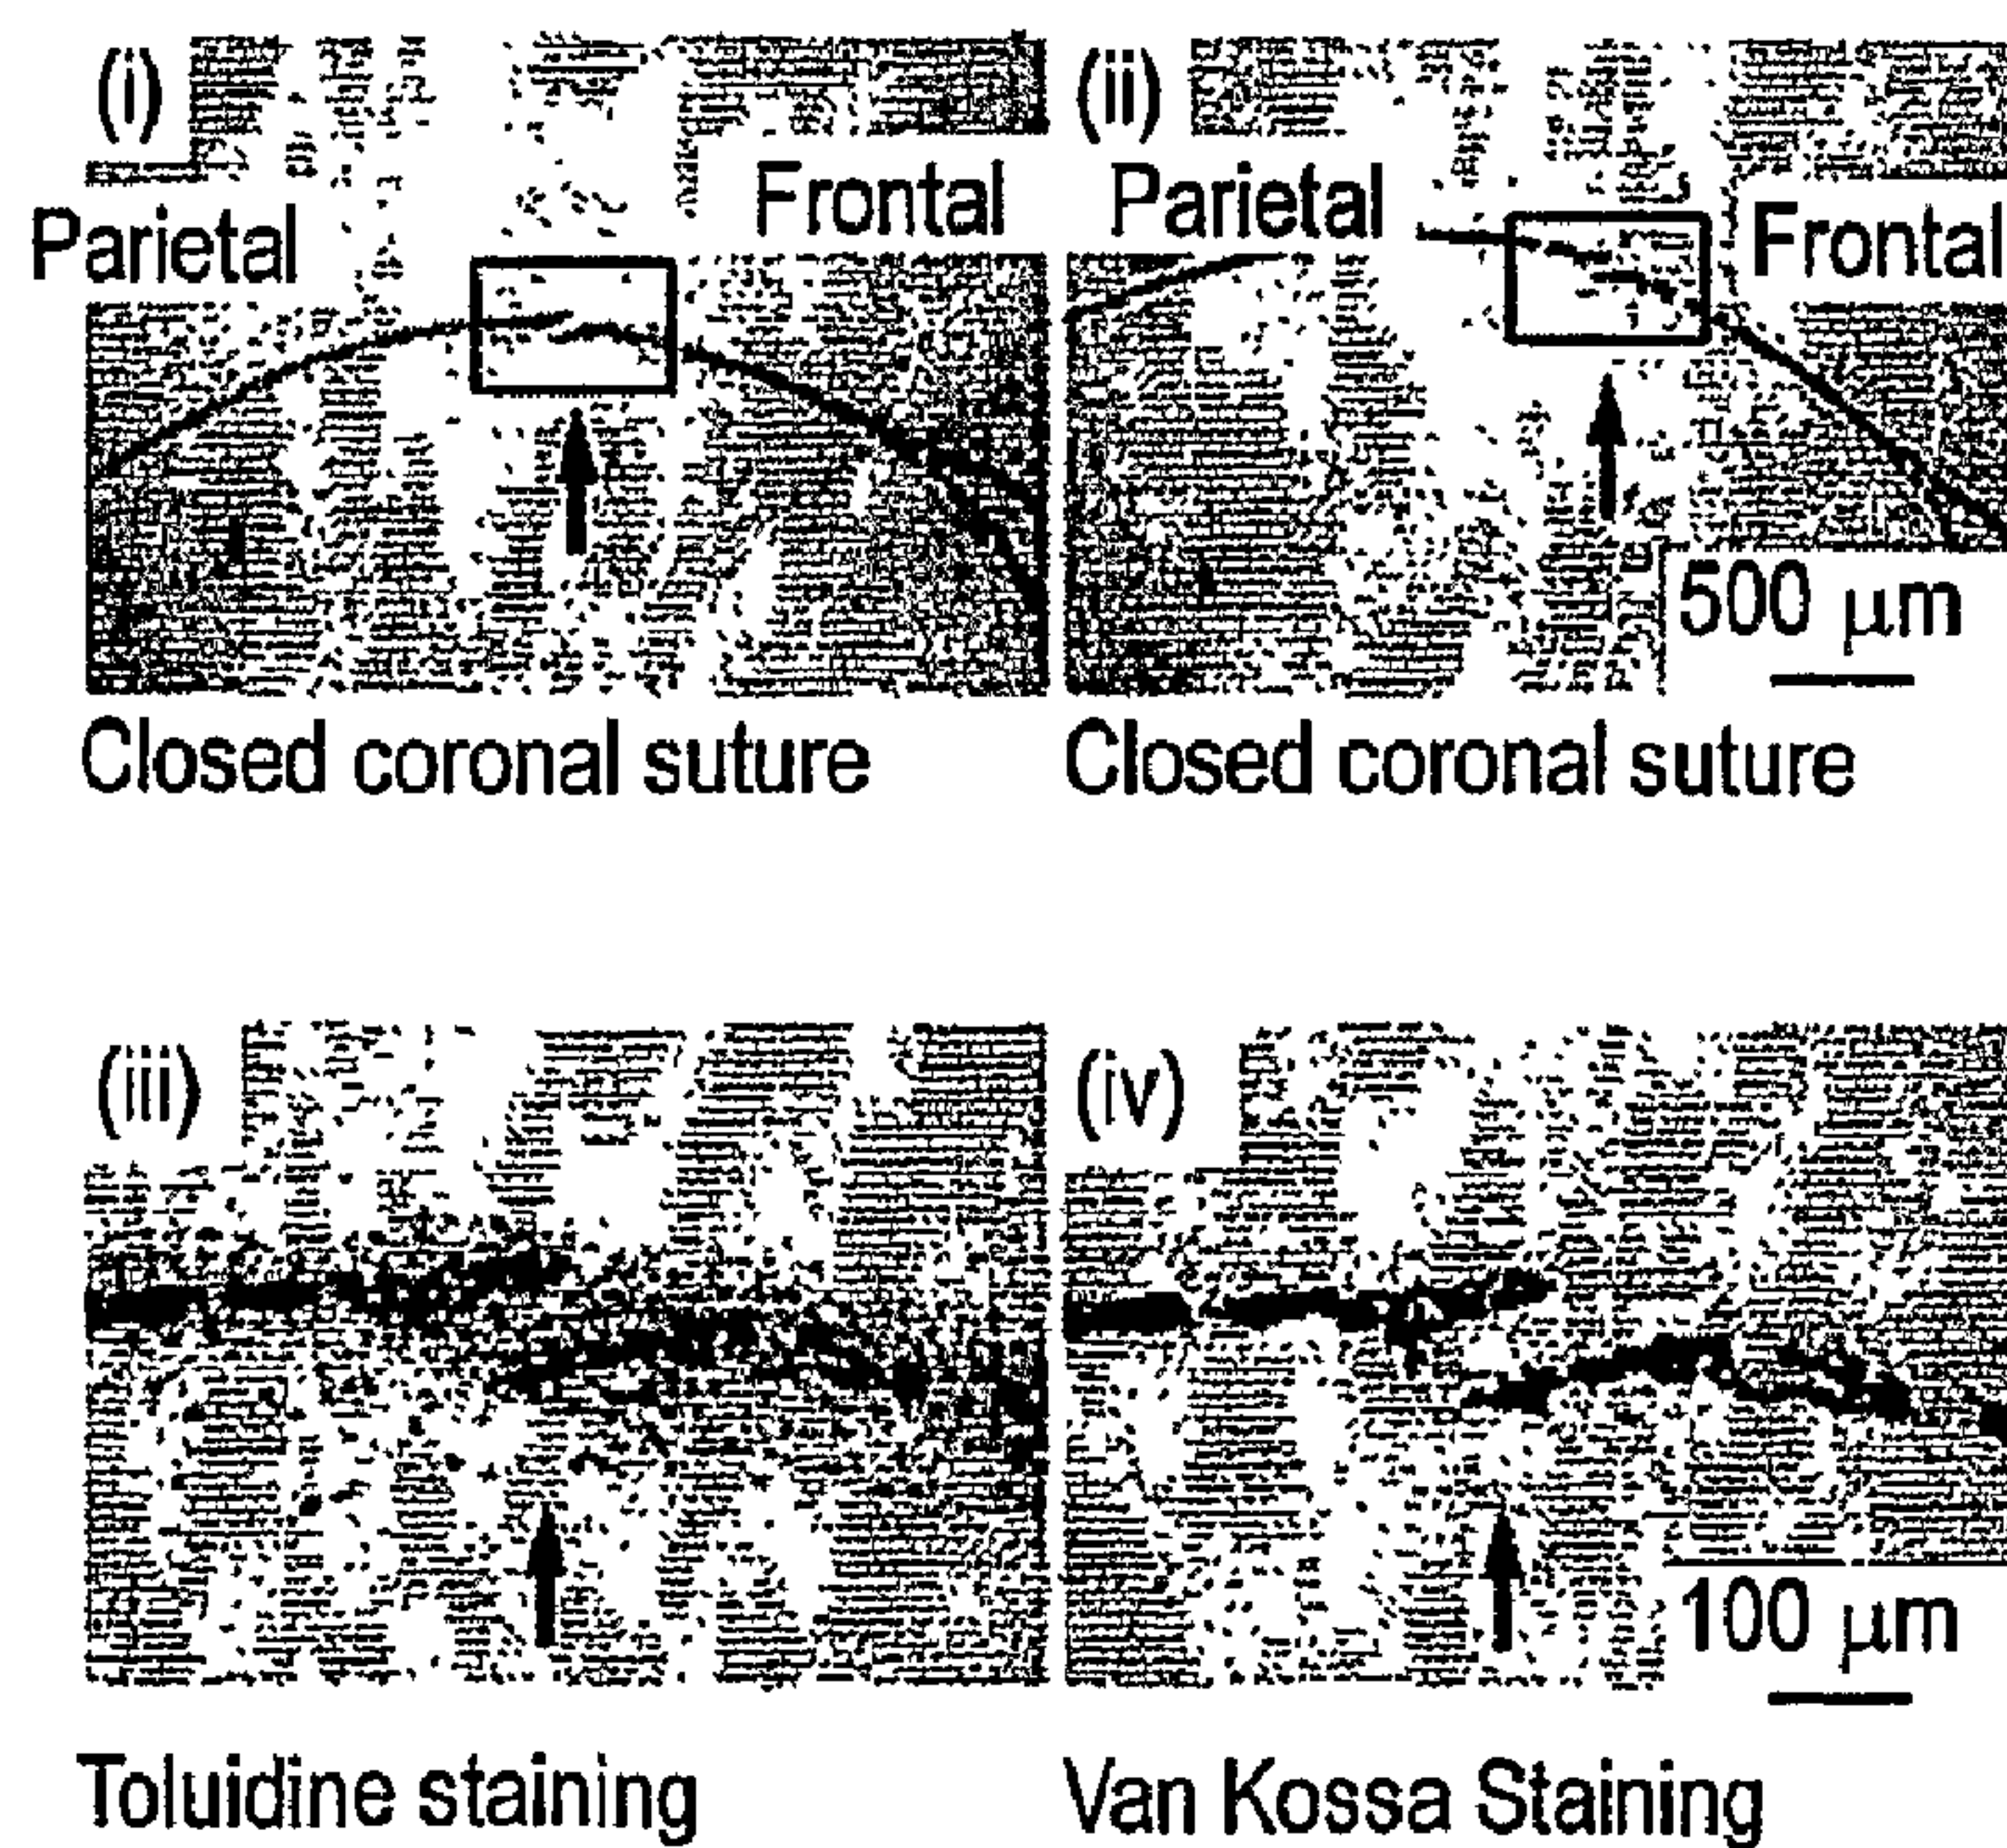 (i)
(ii)
Parietal
Frontal
Parietal
Frontal
500 μm
Closed coronal suture
Closed coronal suture
(iii)
(iv)
100 μm
Toluidine staining
Van Kossa Staining